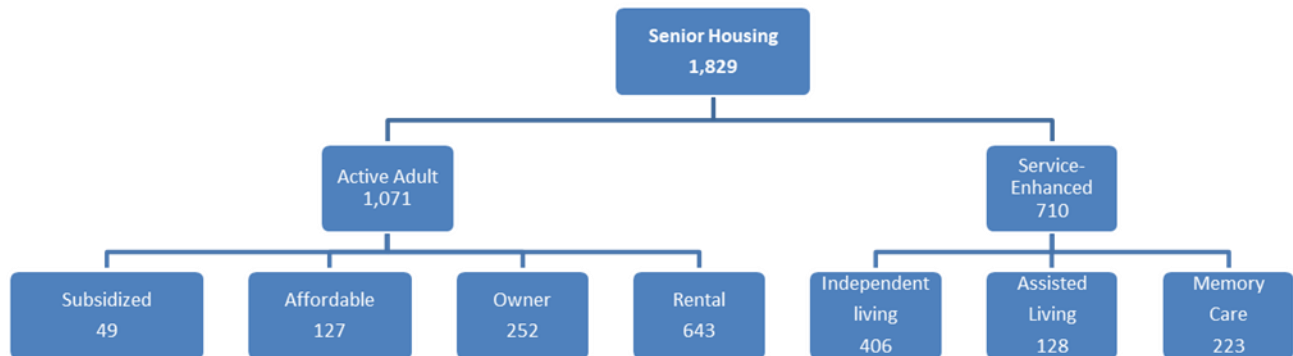 Senior Housing
1,829
Active Adult
1,071
Service-
Enhanced
710
Subsidized
49
Affordable
127
Owner
252
Rental
643
Independent
living
406
Assisted
Living
128
Memory
Care
223